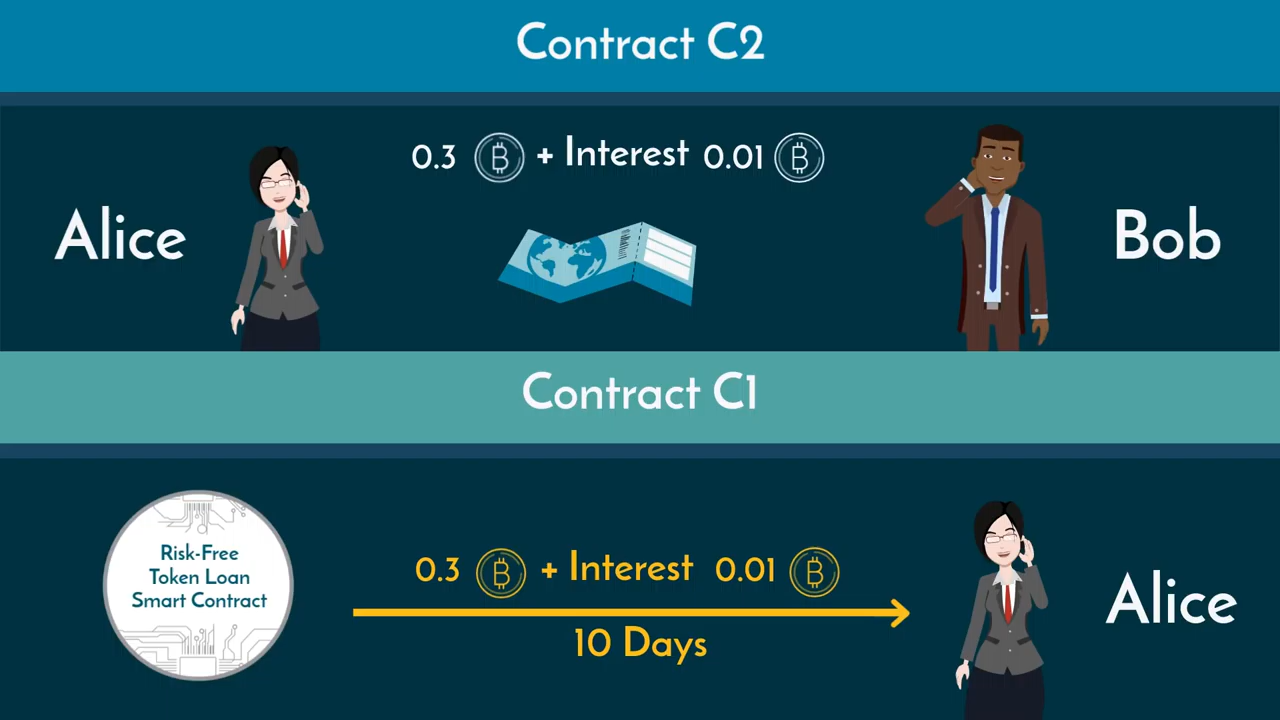 Contract C2
0.3 + Interest 0.01
Alice
Bob
Contract C1
Risk-Free
Token Loan
Smart Contract
0.3 + Interest 0.01
10 Days
Alice